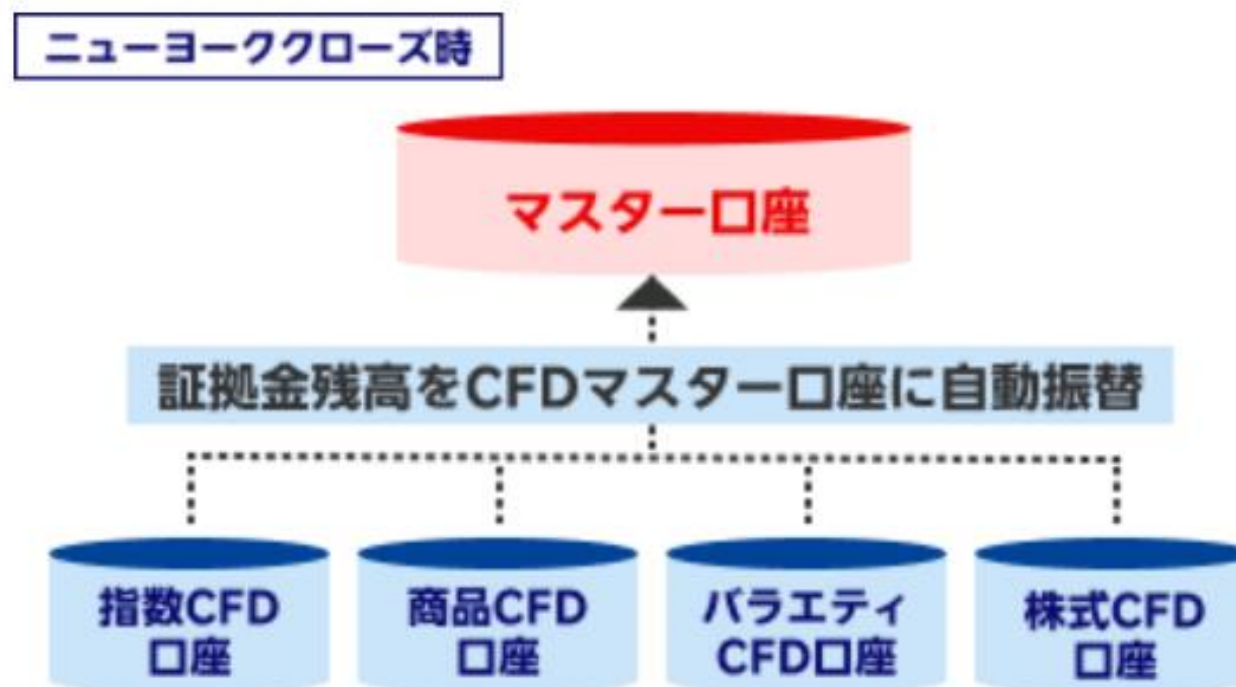 ニューヨーククローズ時
マスター口座
証拠金残高をCFDマスター口座に自動振替
指数CFD
口座
商品CFD
口座
バラエティ
CFD口座
株式CFD
口座